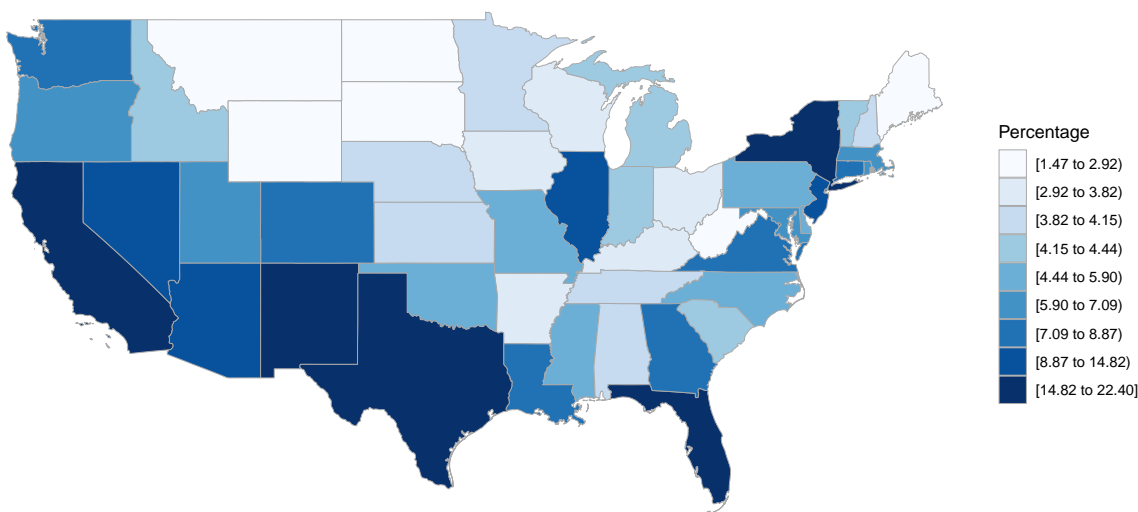 Percentage
[1.47 to 2.92)
[2.92 to 3.82)
[3.82 to 4.15)
[4.15 to 4.44)
[4.44 to 5.90)
[5.90 to 7.09)
[7.09 to 8.87)
[8.87 to 14.82)
[14.82 to 22.40]